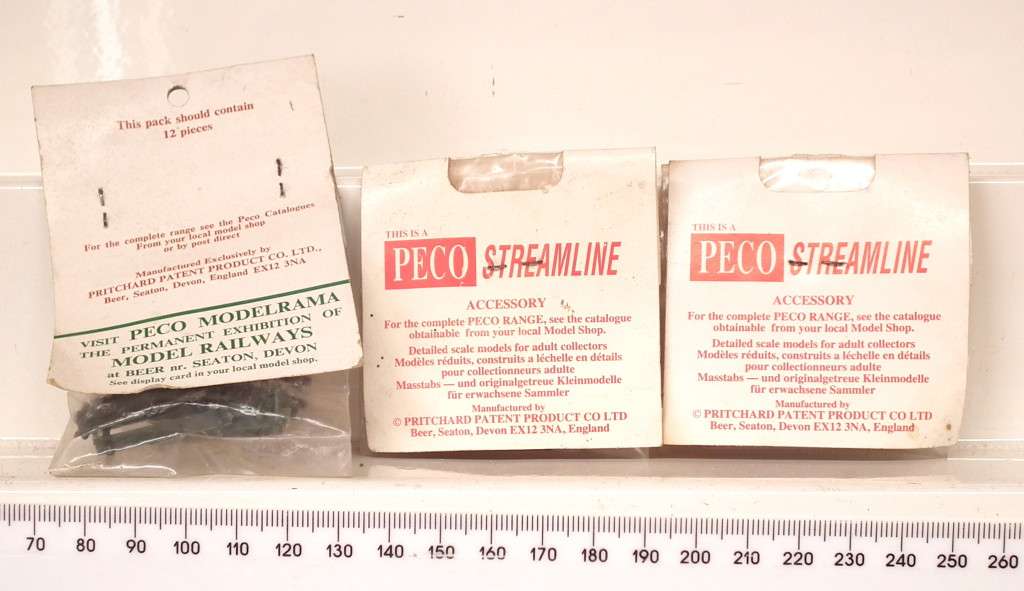 This pack should contain
12 pieces
For the complete range see the Peco Catalogues
From your local model shop
or by post direct
Manufactured Exclusively by
PRITCHARD PATENT PRODUCT CO. LTD.,
Beer, Seaton, Devon, England EX12 3NA
VISIT PECO MODELRAMA
THE PERMANENT EXHIBITION OF
MODEL RAILWAYS
at BEER nr. SEATON, DEVON
See display card in your local model shop.
THIS IS A
PECO STREAMLINE
ACCESSORY
For the complete PECO RANGE, see the catalogue
obtainable from your local Model Shop.
Detailed scale models for adult collectors
Modèles réduits, construits a léchelle en détails
pour collectionneurs adulte
Masstabs — und originalgetreue Kleinmodelle
für erwachsene Sammler
Manufactured by
© PRITCHARD PATENT PRODUCT CO LTD
Beer, Seaton, Devon EX12 3NA, England
THIS IS A
PECO STREAMLINE
ACCESSORY
For the complete PECO RANGE, see the catalogue
obtainable from your local Model Shop.
Detailed scale models for adult collectors
Modèles réduits, construits a léchelle en détails
pour collectionneurs adulte
Masstabs — und originalgetreue Kleinmodelle
für erwachsene Sammler
Manufactured by
© PRITCHARD PATENT PRODUCT CO LTD
Beer, Seaton, Devon EX12 3NA, England
70 80 90 100 110 120 130 140 150 160 170 180 190 200 210 220 230 240 250 260